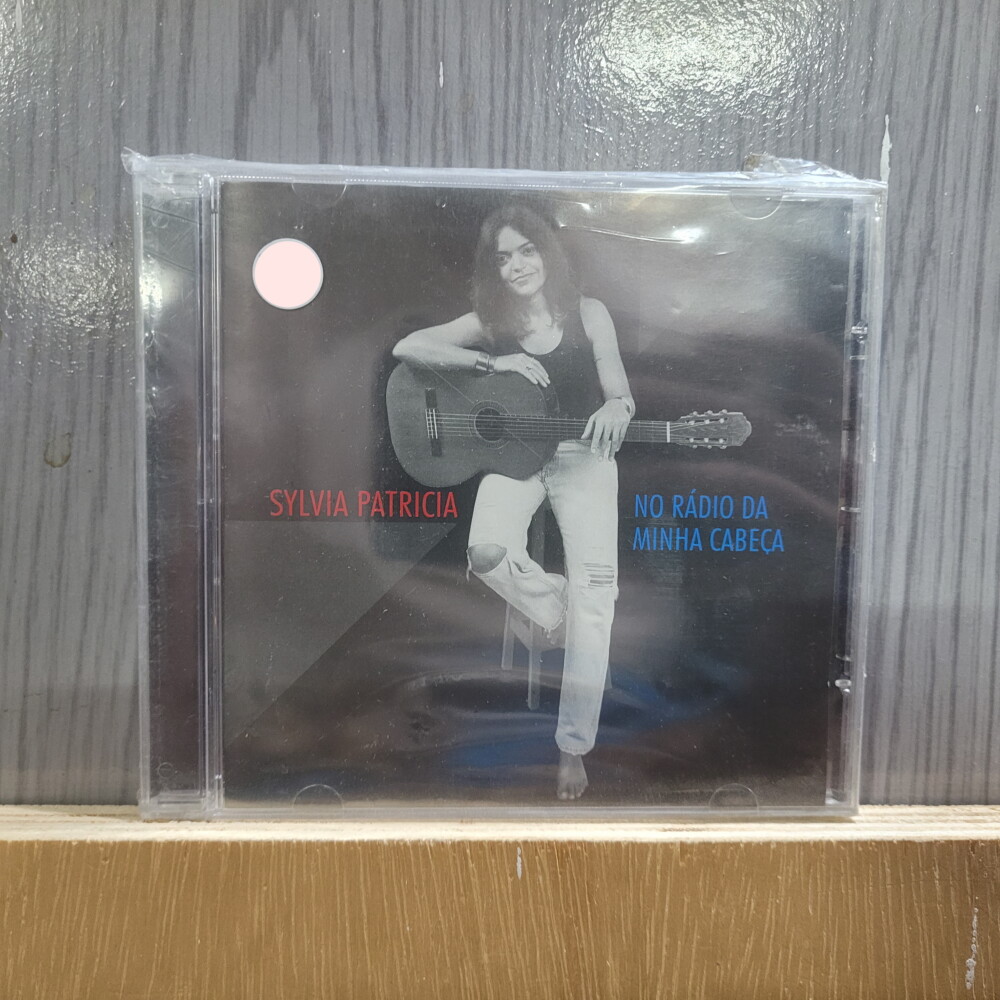 SYLVIA PATRICIA
NO RÁDIO DA
MINHA CABEÇA